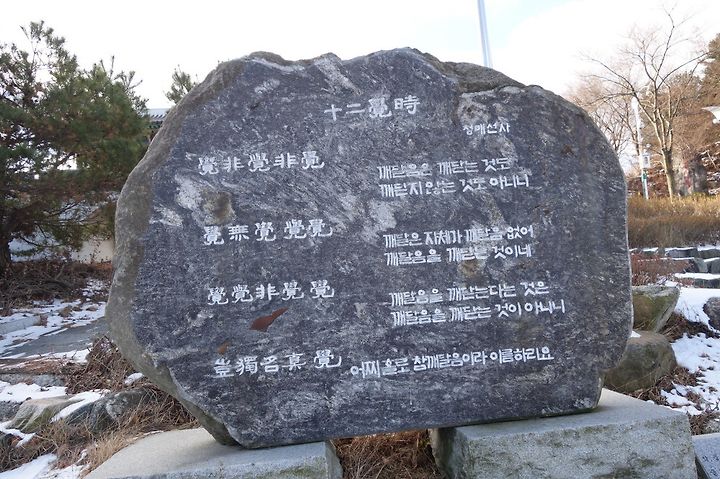 十二覺時
청매선사
覺非覺非覺
깨달음은 깨닫는 것도
깨닫지 않는 것도 아니니
覺無覺覺覺
깨달은 자체가 깨달음 없어
깨달음을 깨닫는 것이네
覺覺非覺覺
깨달음을 깨닫는다는 것은
깨달음을 깨닫는 것이 아니니
豈獨名真覺
어찌 홀로 참깨달음이라 이름하리요